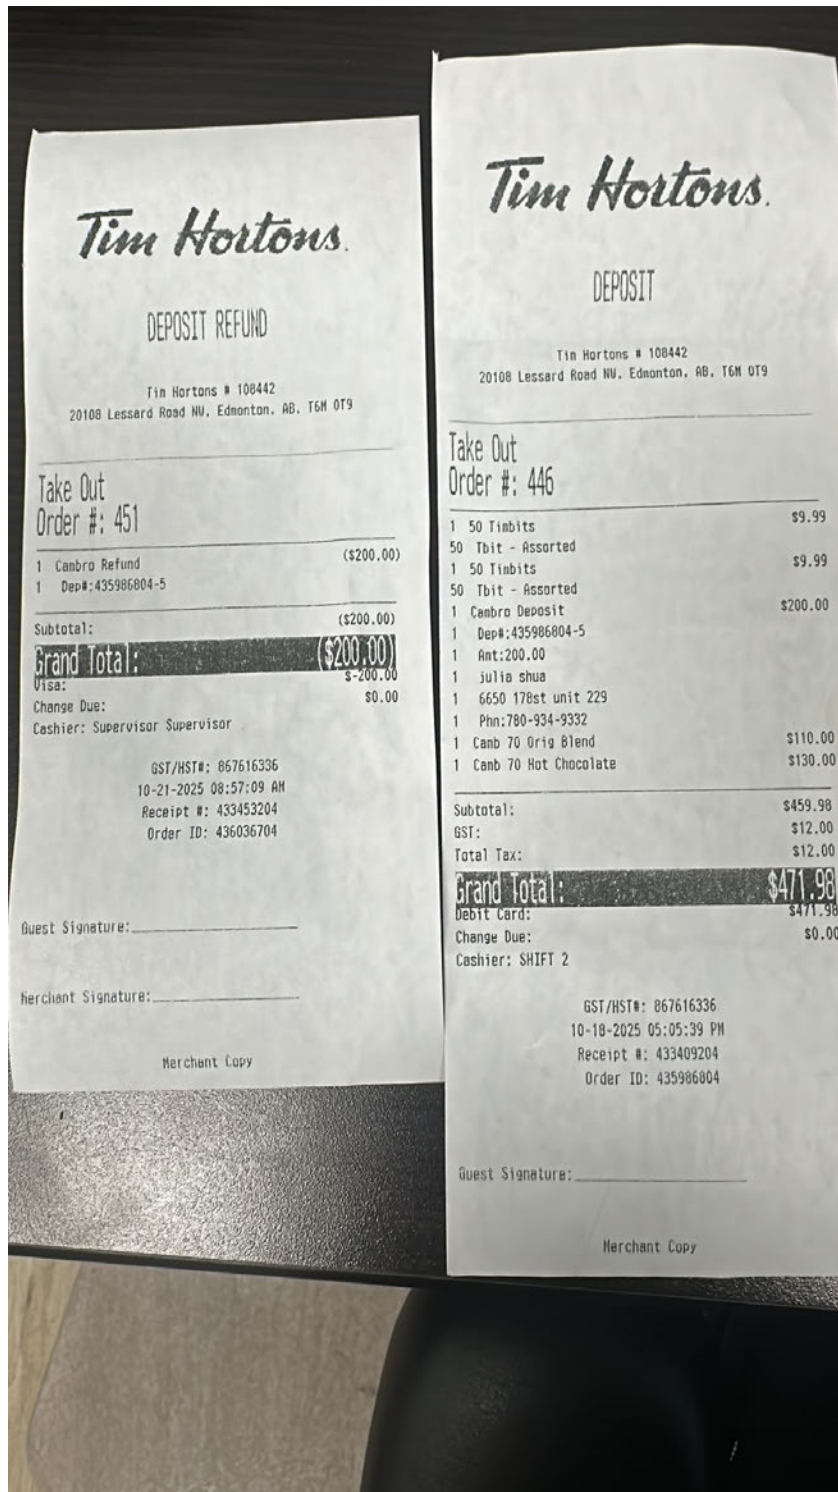 Tim Hortons.
DEPOSIT REFUND
Tim Hortons # 108442
20108 Lessard Road NW. Edmonton. AB. T6M 0T9
Take Out
Order #: 451
1 Cambro Refund ($200.00)
1 Dep#:435986804-5
Subtotal: ($200.00)
Grand Total: ($200.00)
Visa: $-200.00
Change Due: $0.00
Cashier: Supervisor Supervisor
GST/HST#: 867616336
10-21-2025 08:57:09 AM
Receipt #: 433453204
Order ID: 436036704
Guest Signature:
Merchant Signature:
Merchant Copy
Tim Hortons.
DEPOSIT
Tim Hortons # 108442
20108 Lessard Road NW. Edmonton. AB. T6M 0T9
Take Out
Order #: 446
1 50 Timbits $9.99
50 Tbit - Assorted
1 50 Timbits $9.99
50 Tbit - Assorted
1 Cambro Deposit $200.00
1 Dep#:435986804-5
1 Amt:200.00
1 julia shua
1 6650 178st unit 229
1 Phn:780-934-9332
1 Camb 70 Orig Blend $110.00
1 Camb 70 Hot Chocolate $130.00
Subtotal: $459.98
GST: $12.00
Total Tax: $12.00
Grand Total: $471.98
Debit Card: $471.98
Change Due: $0.00
Cashier: SHIFT 2
GST/HST#: 867616336
10-18-2025 05:05:39 PM
Receipt #: 433409204
Order ID: 435986804
Guest Signature:
Merchant Copy